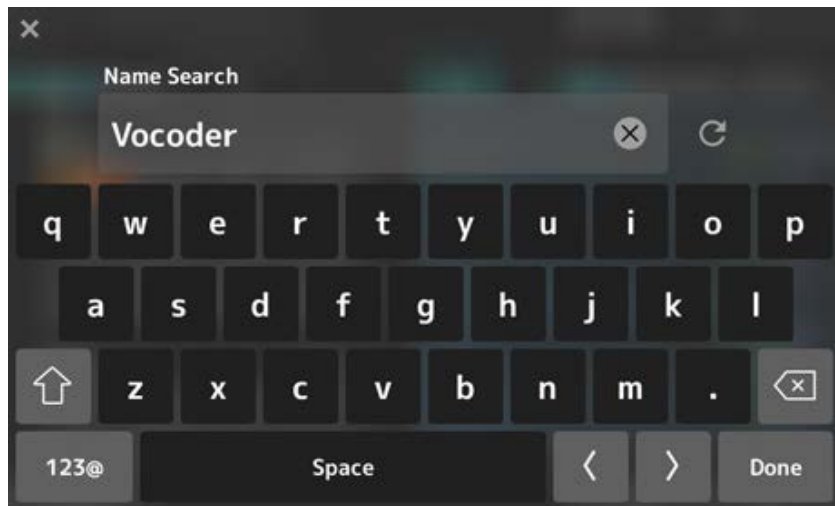 Name Search
Vocoder
q w e r t y u i o p
a s d f g h j k l
z x c v b n m .
123@ Space < > Done